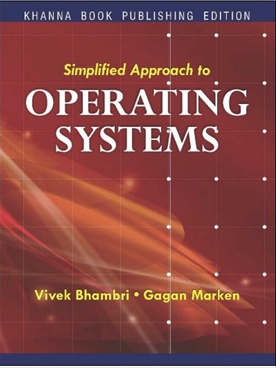 KHANNA BOOK PUBLISHING EDITION
Simplified Approach to
OPERATING
SYSTEMS
Vivek Bhambri • Gagan Marken